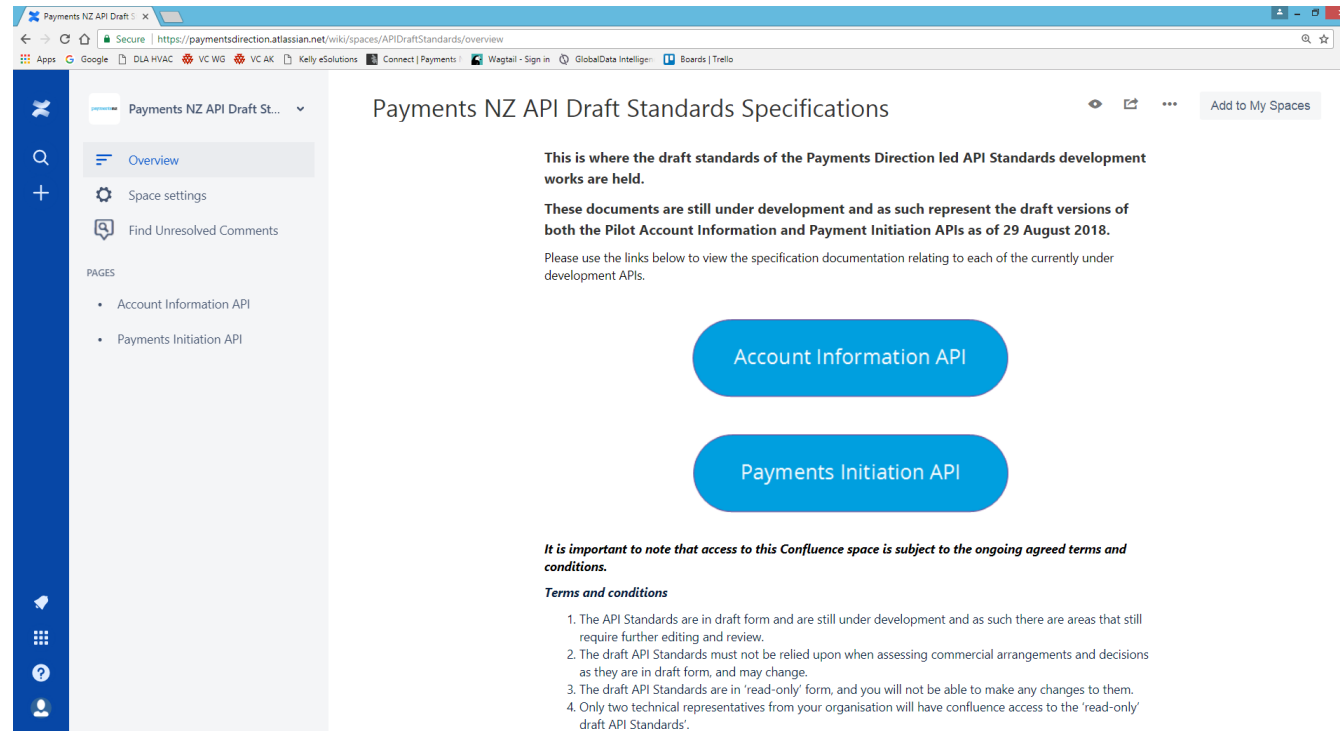 Payments NZ API Draft S
Secure | https://paymentsdirection.atlassian.net/wiki/spaces/APIDraftStandards/overview
Apps Google DLA HVAC VC WG VC AK Kelly eSolutions Connect | Payments Wagtail - Sign in GlobalData Intelligen Boards | Trello
Payments NZ API Draft St...
Payments NZ API Draft Standards Specifications
Add to My Spaces
Overview
Space settings
Find Unresolved Comments
PAGES
• Account Information API
• Payments Initiation API
This is where the draft standards of the Payments Direction led API Standards development
works are held.
These documents are still under development and as such represent the draft versions of
both the Pilot Account Information and Payment Initiation APIs as of 29 August 2018.
Please use the links below to view the specification documentation relating to each of the currently under
development APIs.
Account Information API
Payments Initiation API
It is important to note that access to this Confluence space is subject to the ongoing agreed terms and
conditions.
Terms and conditions
1. The API Standards are in draft form and are still under development and as such there are areas that still
require further editing and review.
2. The draft API Standards must not be relied upon when assessing commercial arrangements and decisions
as they are in draft form, and may change.
3. The draft API Standards are in 'read-only' form, and you will not be able to make any changes to them.
4. Only two technical representatives from your organisation will have confluence access to the 'read-only'
draft API Standards'.